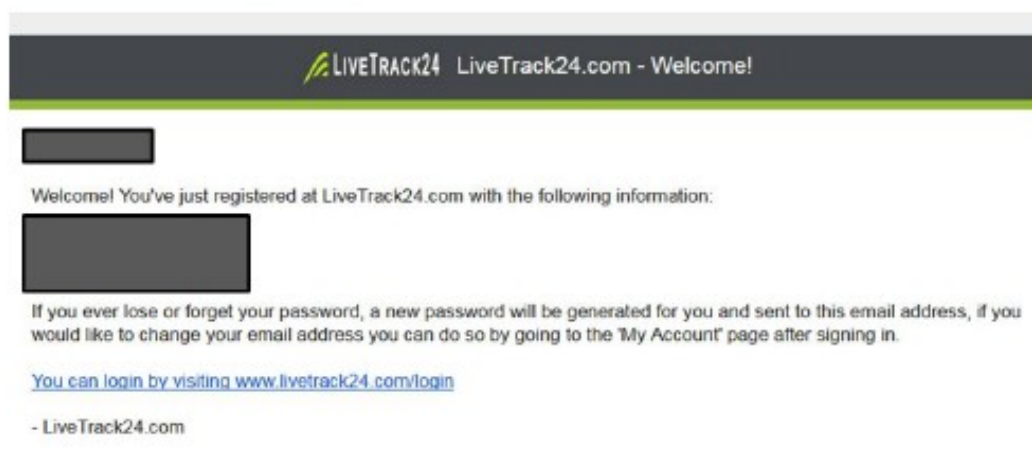 LIVETRACK24 LiveTrack24.com - Welcome!
Welcome! You've just registered at LiveTrack24.com with the following information:
If you ever lose or forget your password, a new password will be generated for you and sent to this email address, if you
would like to change your email address you can do so by going to the 'My Account' page after signing in.
You can login by visiting www.livetrack24.com/login
- LiveTrack24.com